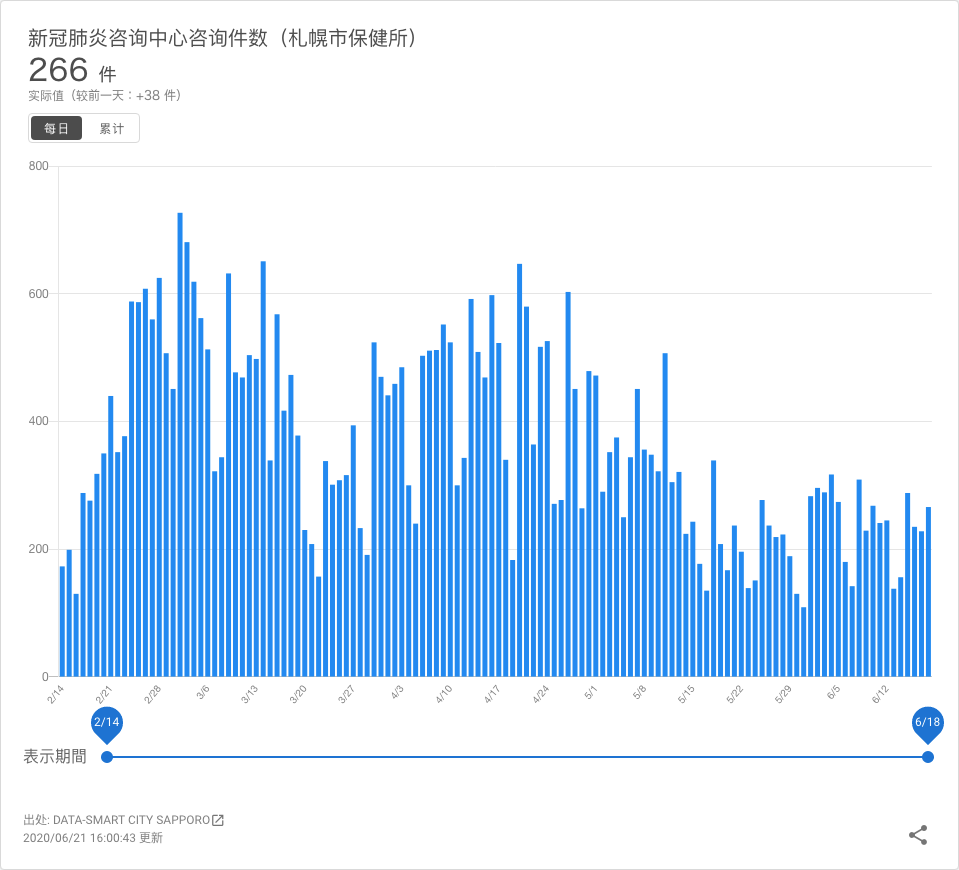 新冠肺炎咨询中心咨询件数（札幌市保健所）
266 件
实际值（较前一天：+38 件）
每日 累计
800
600
400
200
0
2/14 2/21 2/28 3/6 3/13 3/20 3/27 4/3 4/10 4/17 4/24 5/1 5/8 5/15 5/22 5/29 6/5 6/12
2/14 6/18
表示期間
出处: DATA-SMART CITY SAPPORO
2020/06/21 16:00:43 更新